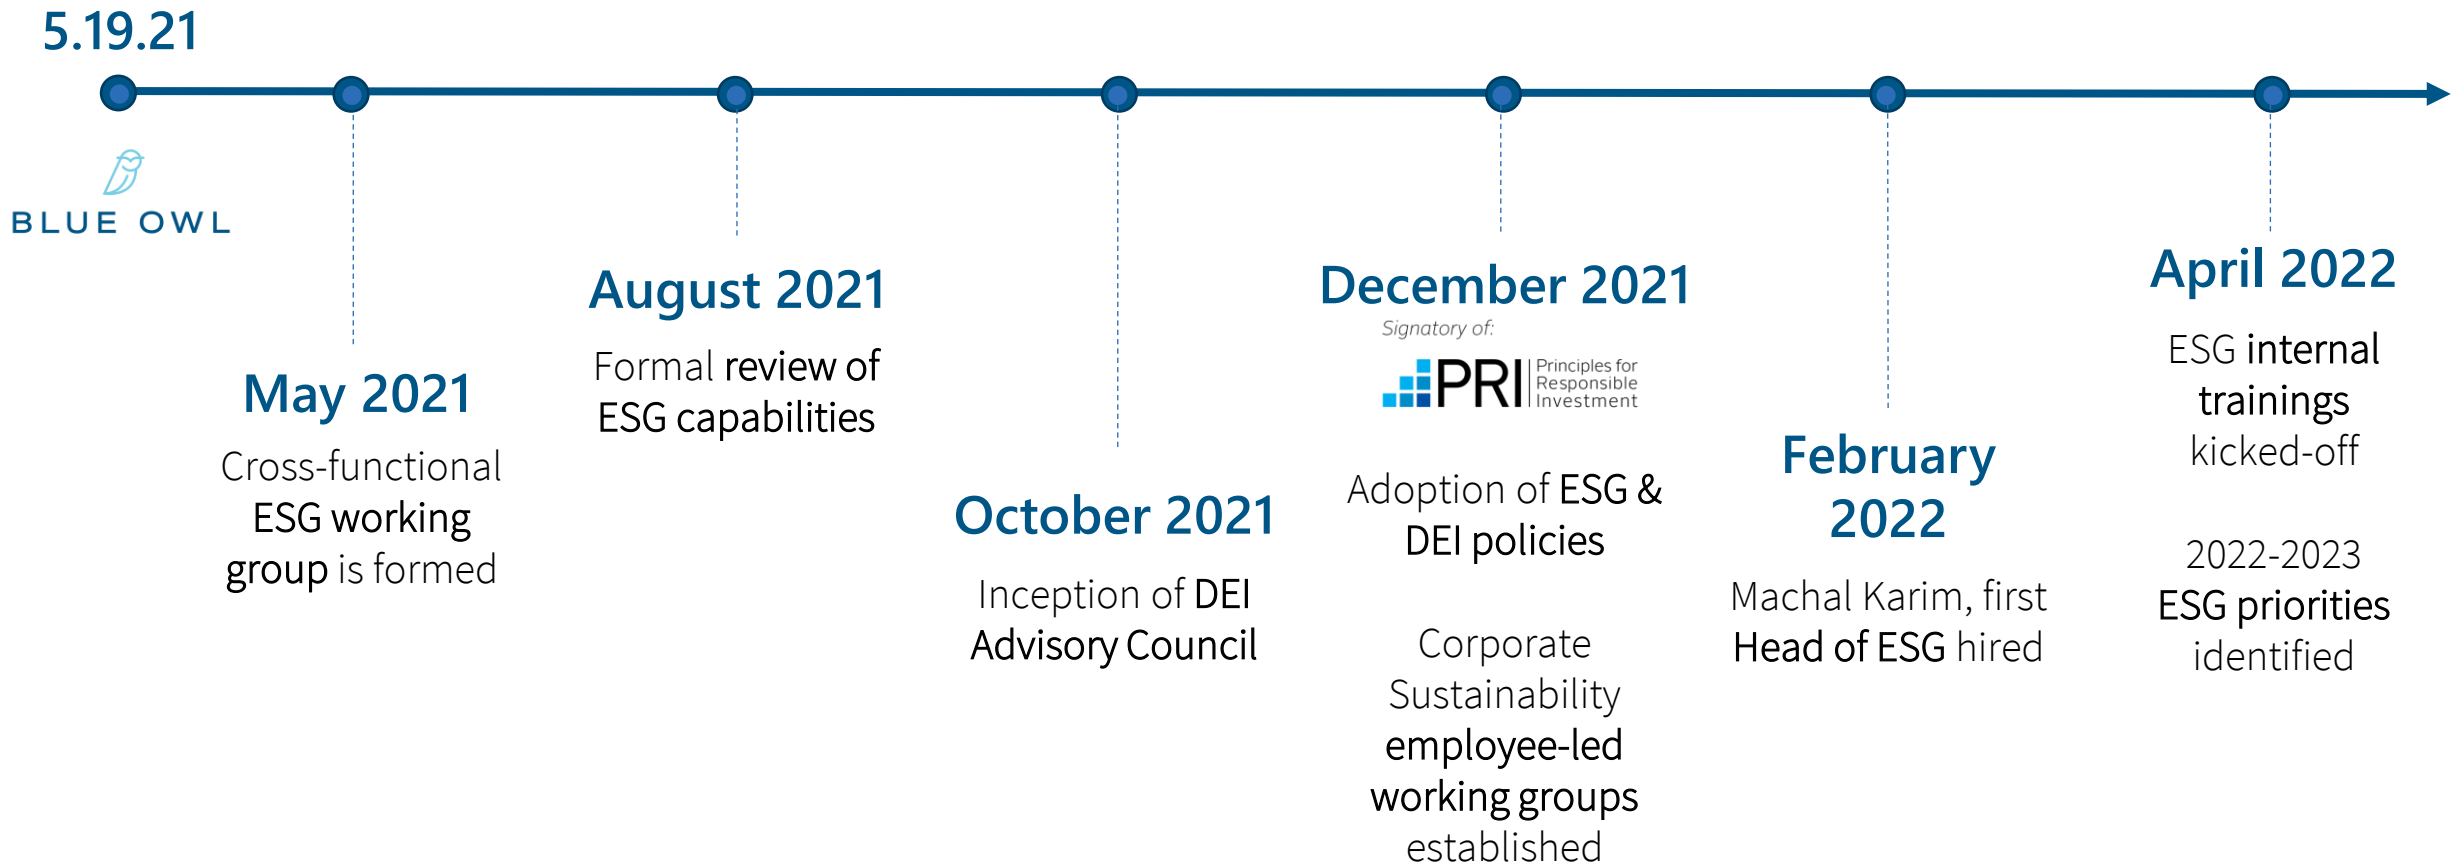 5.19.21
BLUE OWL
May 2021
Cross-functional
ESG working
group is formed
August 2021
Formal review of
ESG capabilities
October 2021
Inception of DEI
Advisory Council
December 2021
Signatory of:
PRI
Principles for
Responsible
Investment
Adoption of ESG &
DEI policies
Corporate
Sustainability
employee-led
working groups
established
February
2022
Machal Karim, first
Head of ESG hired
April 2022
ESG internal
trainings
kicked-off
2022-2023
ESG priorities
identified